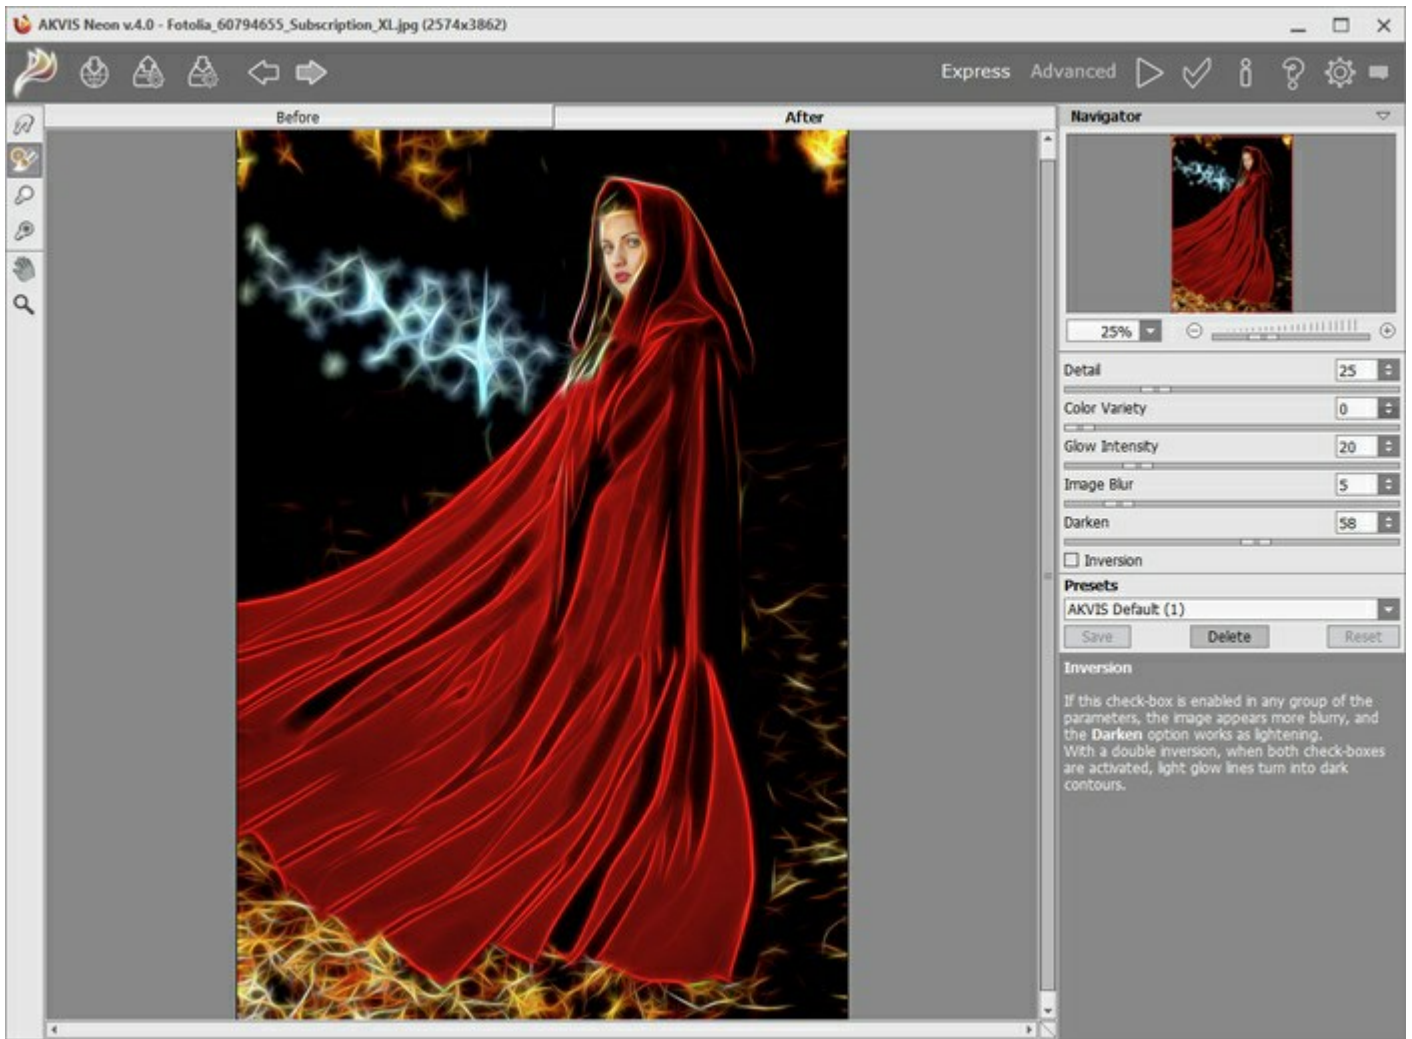 AKVIS Neon v.4.0 - Fotolia_60794655_Subscription_XL.jpg (2574x3862)
Express Advanced
Before After
Navigator
25%
Detail 25
Color Variety 0
Glow Intensity 20
Image Blur 5
Darken 58
Inversion
Presets
AKVIS Default (1)
Save Delete Reset
Inversion
If this check-box is enabled in any group of the
parameters, the image appears more blurry, and
the Darken option works as lightening.
With a double inversion, when both check-boxes
are activated, light glow lines turn into dark
contours.